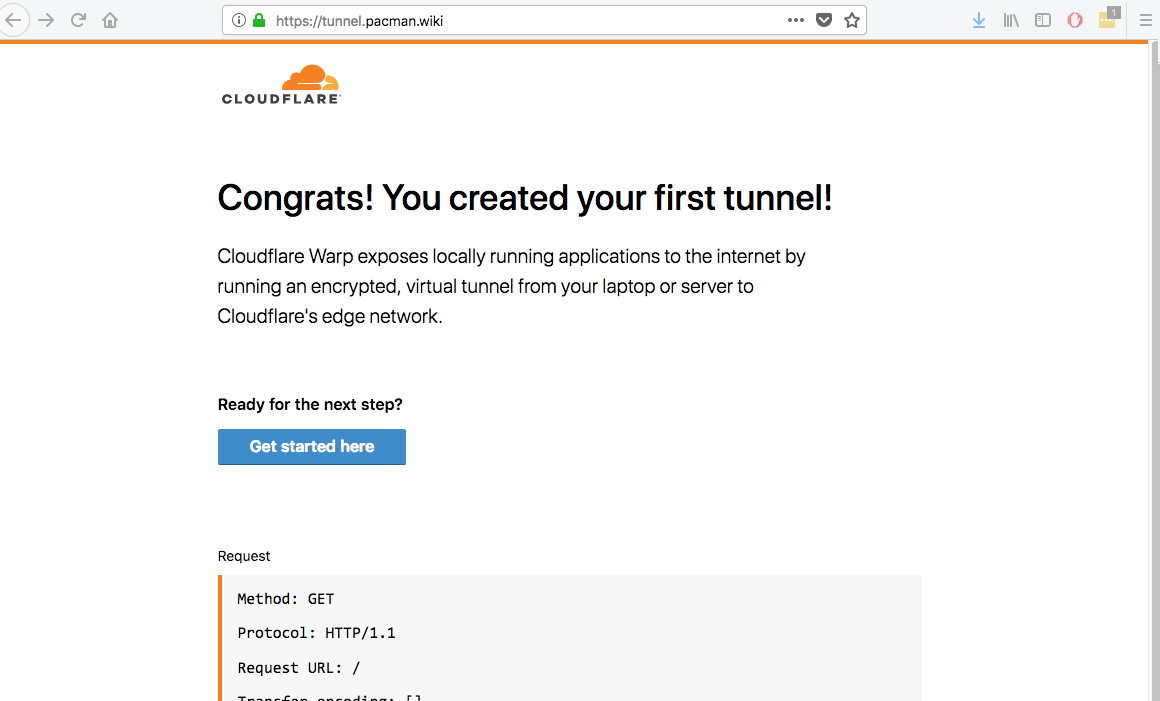 https://tunnel.pacman.wiki
1
CLOUDFLARE
Congrats! You created your first tunnel!
Cloudflare Warp exposes locally running applications to the internet by
running an encrypted, virtual tunnel from your laptop or server to
Cloudflare's edge network.
Ready for the next step?
Get started here
Request
Method: GET
Protocol: HTTP/1.1
Request URL: /
Transfer encoding: []